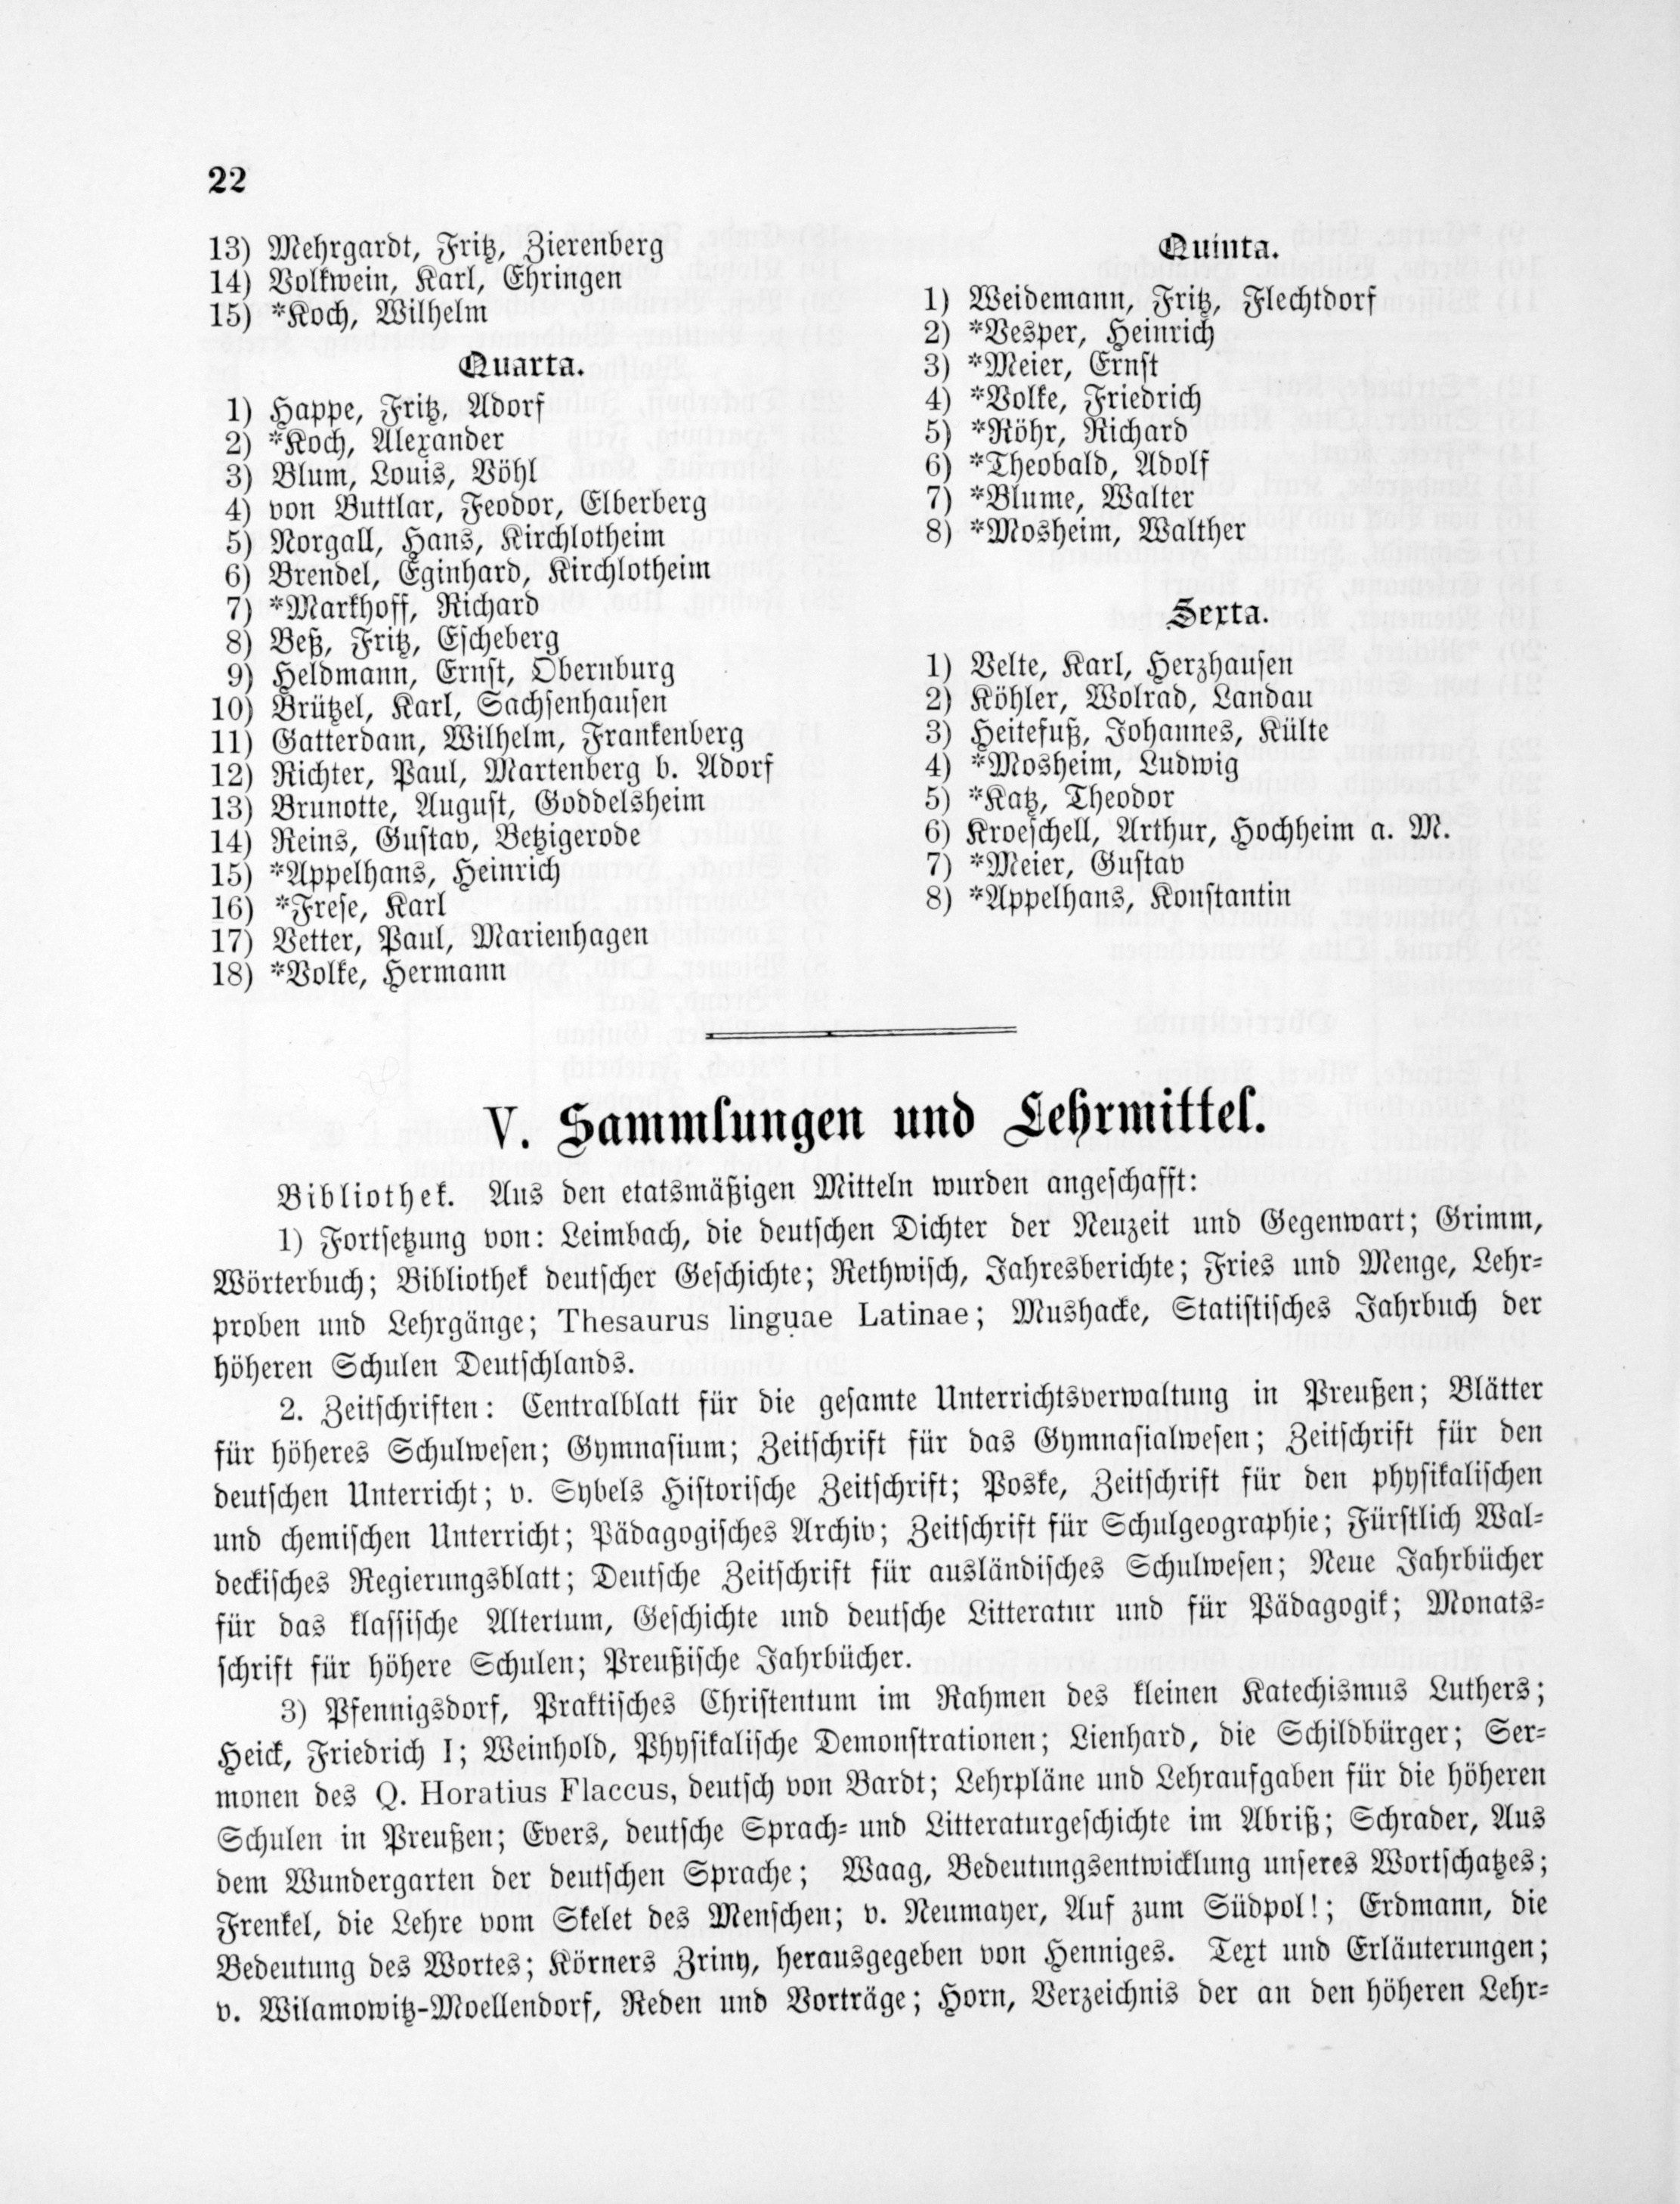 22
13) Mehrgardt, Fritz, Zierenberg
14) Volkwein, Karl, Ehringen
15) *Koch, Wilhelm
Quarta.
1) Happe, Fritz, Adorf
2) *Koch, Alexander
3) Blum, Louis, Vöhl
4) von Buttlar, Feodor, Elberberg
5) Norgall, Hans, Kirchlotheim
6) Brendel, Eginhard, Kirchlotheim
7) *Markhoff, Richard
8) Beß, Fritz, Escheberg
9) Heldmann, Ernst, Obernburg
10) Brützel, Karl, Sachsenhausen
11) Gatterdam, Wilhelm, Frankenberg
12) Richter, Paul, Martenberg b. Adorf
13) Brunotte, August, Goddelsheim
14) Reins, Gustav, Betzigerode
15) *Appelhans, Heinrich
16) *Frese, Karl
17) Vetter, Paul, Marienhagen
18) *Volke, Hermann
Quinta.
1) Weidemann, Fritz, Flechtdorf
2) *Vesper, Heinrich
3) *Meier, Ernst
4) *Volke, Friedrich
5) *Röhr, Richard
6) *Theobald, Adolf
7) *Blume, Walter
8) *Mosheim, Walther
Sexta.
1) Velte, Karl, Herzhausen
2) Köhler, Wolrad, Landau
3) Heitefuß, Johannes, Külte
4) *Mosheim, Ludwig
5) *Katz, Theodor
6) Kroeschell, Arthur, Hochheim a. M.
7) *Meier, Gustav
8) *Appelhans, Konstantin
V. Sammlungen und Lehrmittel.
Bibliothek. Aus den etatsmäßigen Mitteln wurden angeschafft:
1) Fortsetzung von: Leimbach, die deutschen Dichter der Neuzeit und Gegenwart; Grimm,
Wörterbuch; Bibliothek deutscher Geschichte; Rethwisch, Jahresberichte; Fries und Menge, Lehr-
proben und Lehrgänge; Thesaurus linguae Latinae; Mushacke, Statistisches Jahrbuch der
höheren Schulen Deutschlands.
2. Zeitschriften: Centralblatt für die gesamte Unterrichtsverwaltung in Preußen; Blätter
für höheres Schulwesen; Gymnasium; Zeitschrift für das Gymnasialwesen; Zeitschrift für den
deutschen Unterricht; v. Sybels Historische Zeitschrift; Poske, Zeitschrift für den physikalischen
und chemischen Unterricht; Pädagogisches Archiv; Zeitschrift für Schulgeographie; Fürstlich Wal-
deckisches Regierungsblatt; Deutsche Zeitschrift für ausländisches Schulwesen; Neue Jahrbücher
für das klassische Altertum, Geschichte und deutsche Litteratur und für Pädagogik; Monats-
schrift für höhere Schulen; Preußische Jahrbücher.
3) Pfennigsdorf, Praktisches Christentum im Rahmen des kleinen Katechismus Luthers;
Heick, Friedrich I; Weinhold, Physikalische Demonstrationen; Lienhard, die Schildbürger; Ser-
monen des Q. Horatius Flaccus, deutsch von Bardt; Lehrpläne und Lehraufgaben für die höheren
Schulen in Preußen; Evers, deutsche Sprach- und Litteraturgeschichte im Abriß; Schrader, Aus
dem Wundergarten der deutschen Sprache; Waag, Bedeutungsentwicklung unseres Wortschatzes;
Frenkel, die Lehre vom Skelet des Menschen; v. Neumayer, Auf zum Südpol!; Erdmann, die
Bedeutung des Wortes; Körners Zriny, herausgegeben von Henniges. Text und Erläuterungen;
v. Wilamowitz-Moellendorf, Reden und Vorträge; Horn, Verzeichnis der an den höheren Lehr-